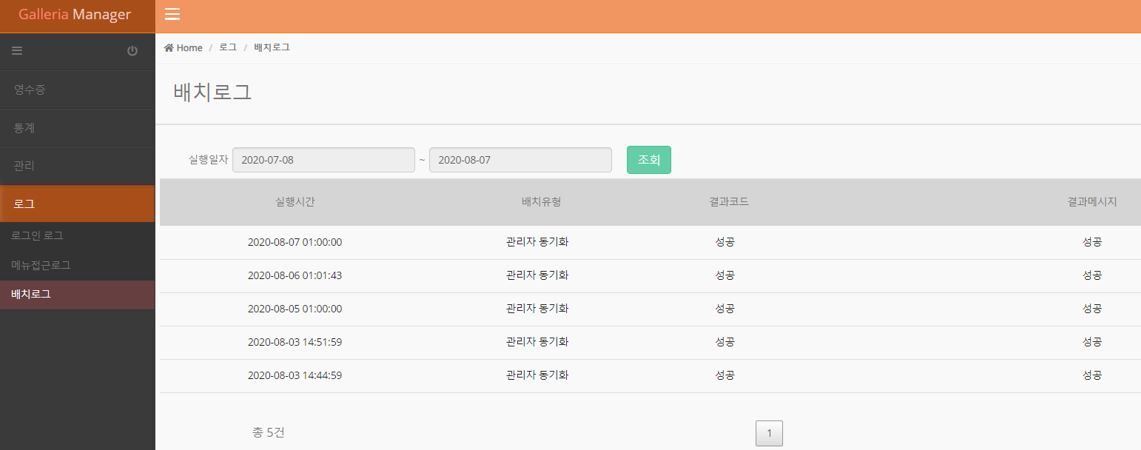 Galleria Manager
Home / 로그 / 배치로그
영수증
통계
관리
로그
로그인 로그
메뉴접근로그
배치로그
배치로그
실행일자 2020-07-08 ~ 2020-08-07 조회
실행시간 배치유형 결과코드 결과메시지
2020-08-07 01:00:00 관리자 동기화 성공 성공
2020-08-06 01:01:43 관리자 동기화 성공 성공
2020-08-05 01:00:00 관리자 동기화 성공 성공
2020-08-03 14:51:59 관리자 동기화 성공 성공
2020-08-03 14:44:59 관리자 동기화 성공 성공
총 5건 1